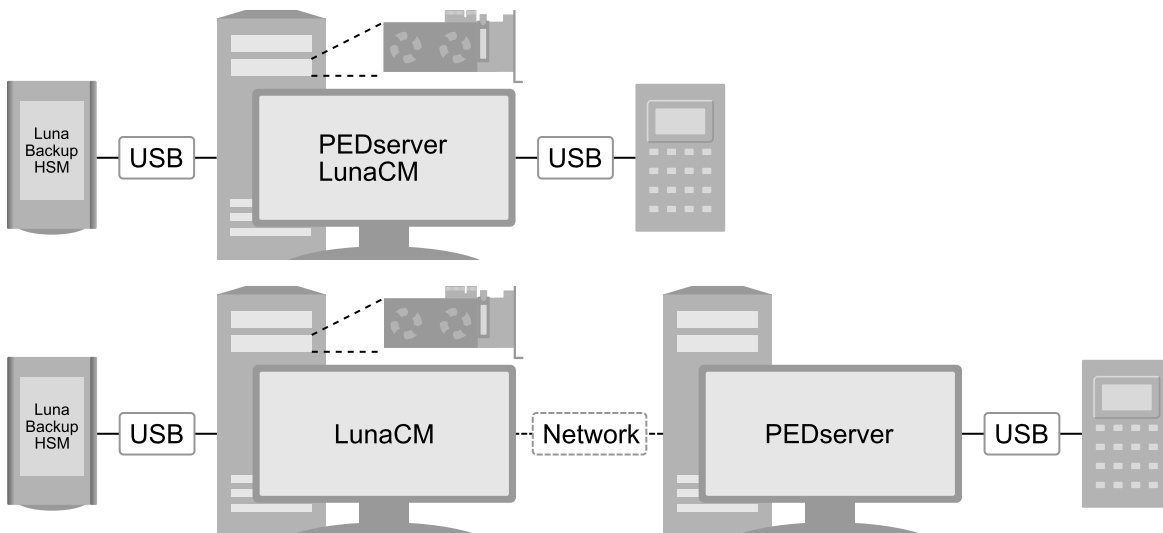 Luna
Backup
HSM
USB
PEDserver
LunaCM
USB
Luna
Backup
HSM
USB
LunaCM
Network
PEDserver
USB